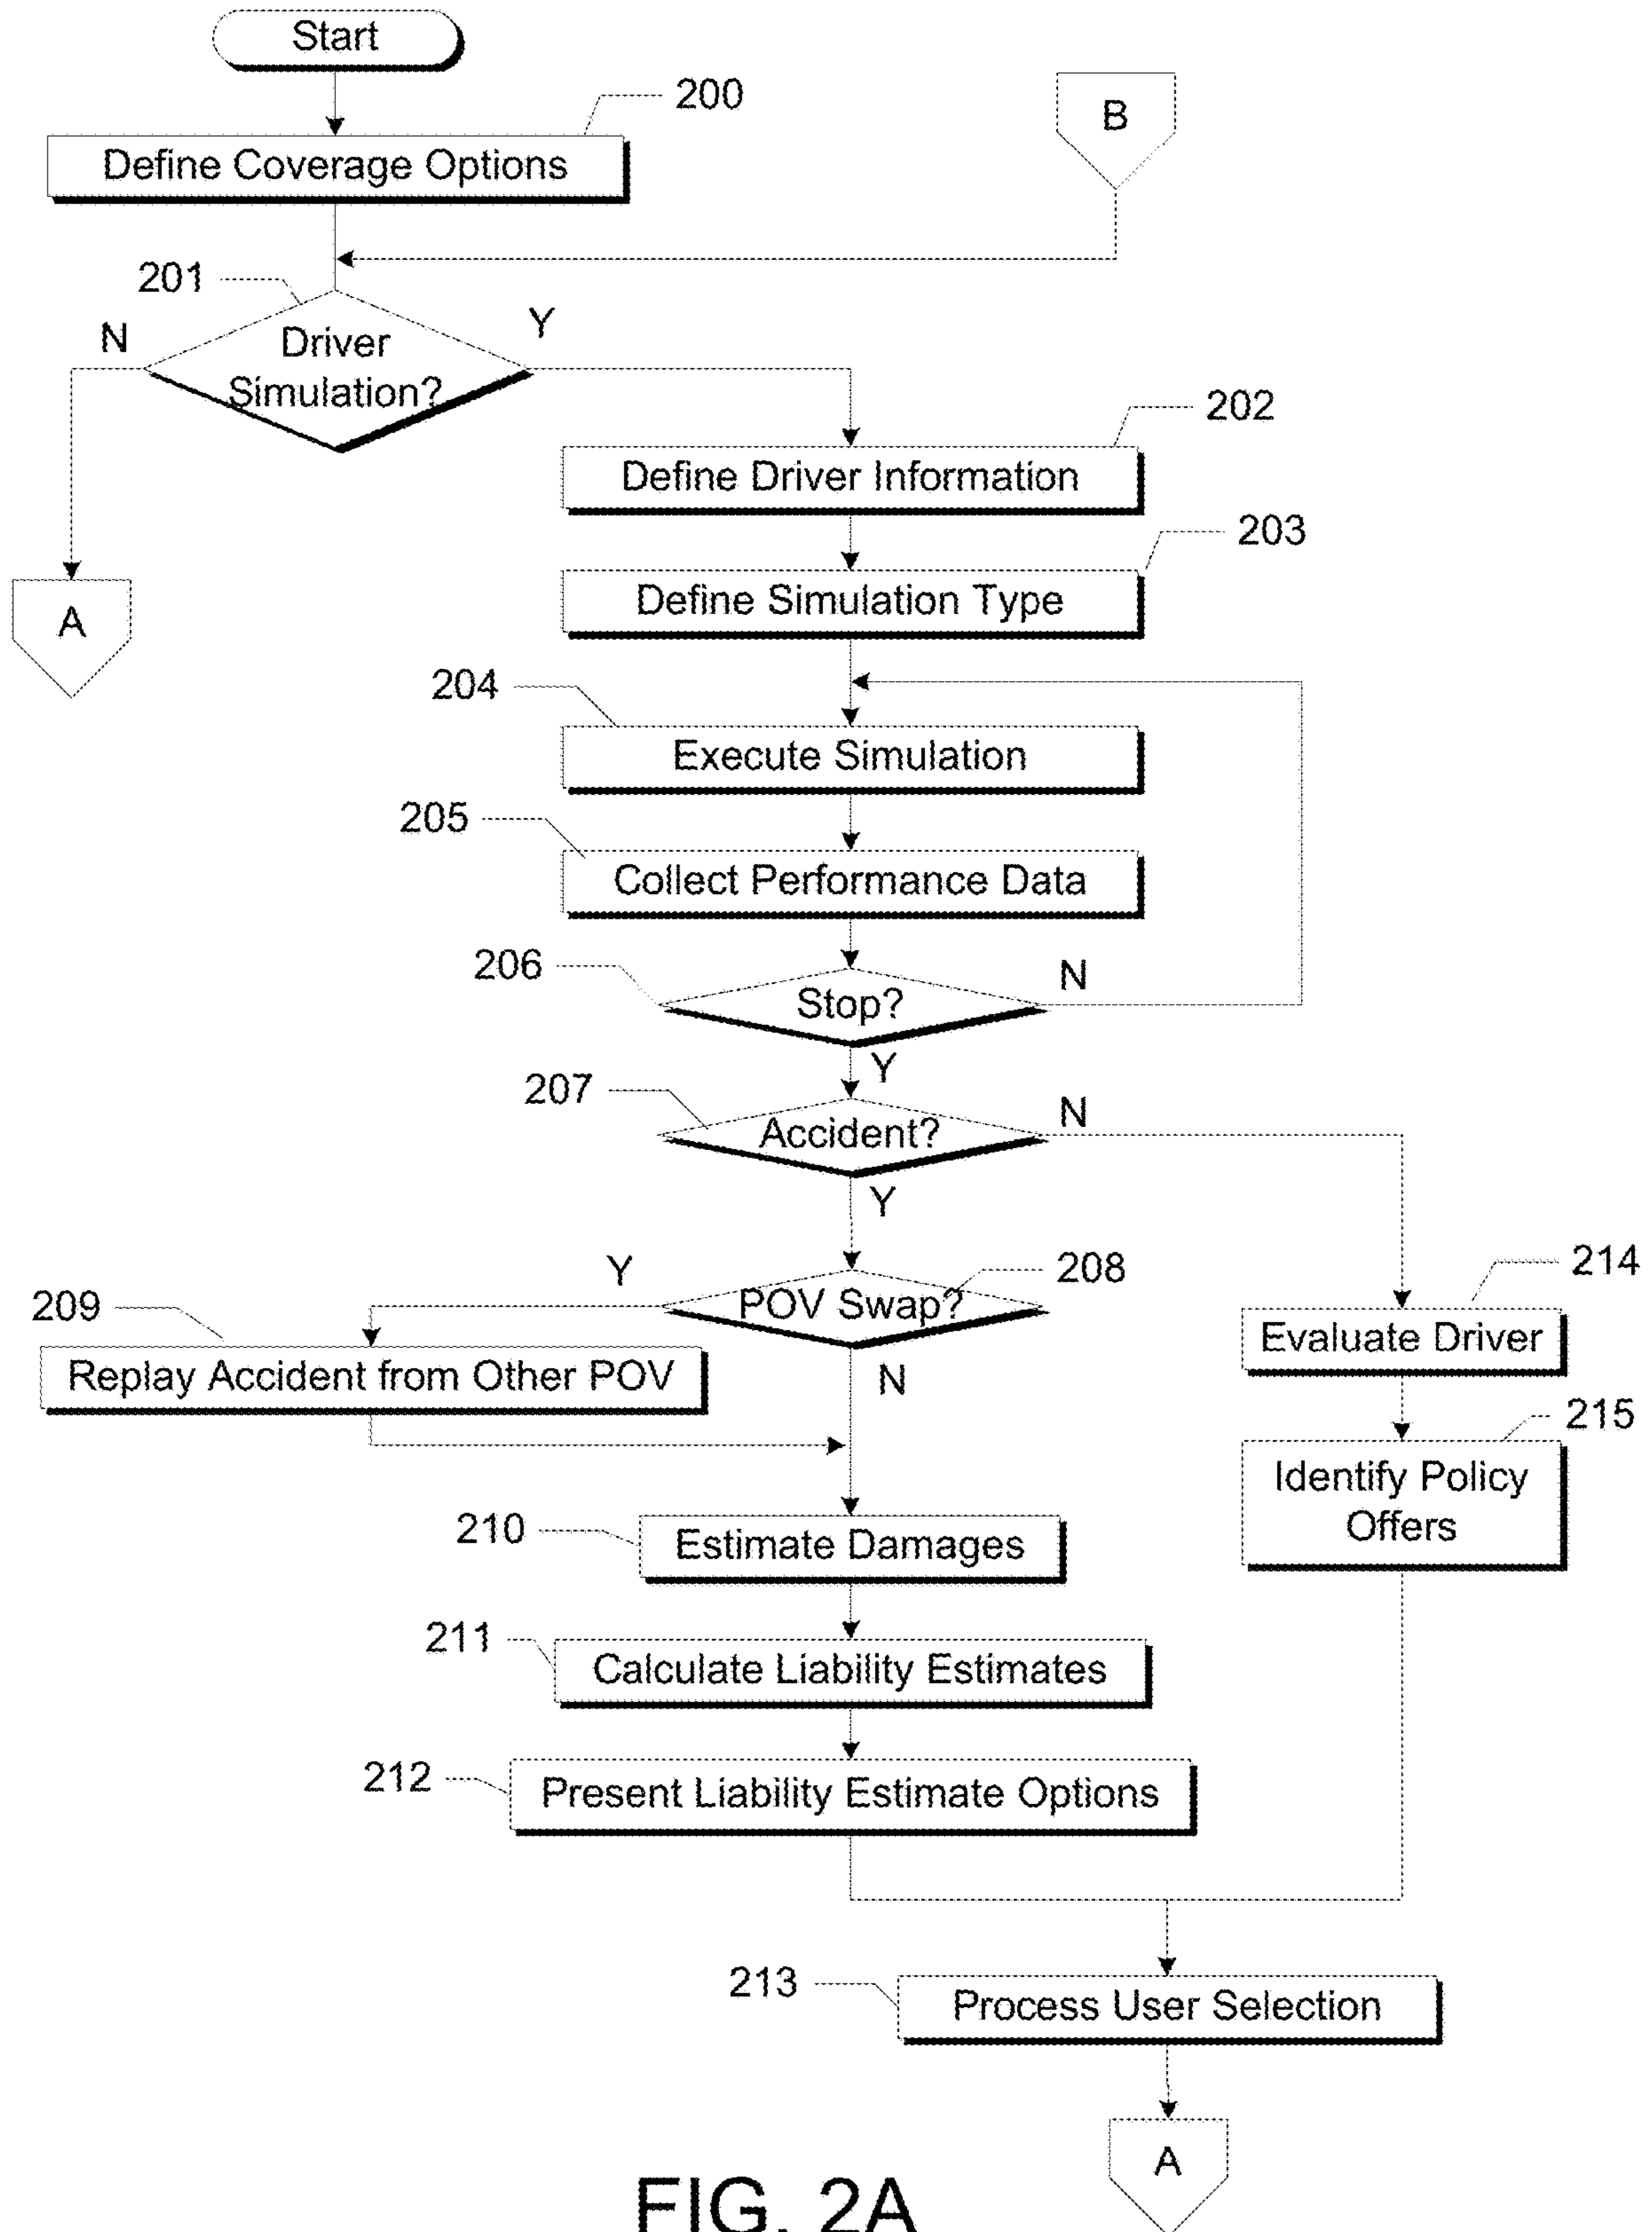 Start
200
Define Coverage Options
B
201
N
Y
Driver
Simulation?
202
Define Driver Information
203
Define Simulation Type
A
204
Execute Simulation
205
Collect Performance Data
206
N
Stop?
Y
207
N
Accident?
Y
Y
208
POV Swap?
214
209
Evaluate Driver
Replay Accident from Other POV
N
215
Identify Policy
Offers
210
Estimate Damages
211
Calculate Liability Estimates
212
Present Liability Estimate Options
213
Process User Selection
A
FIG. 2A